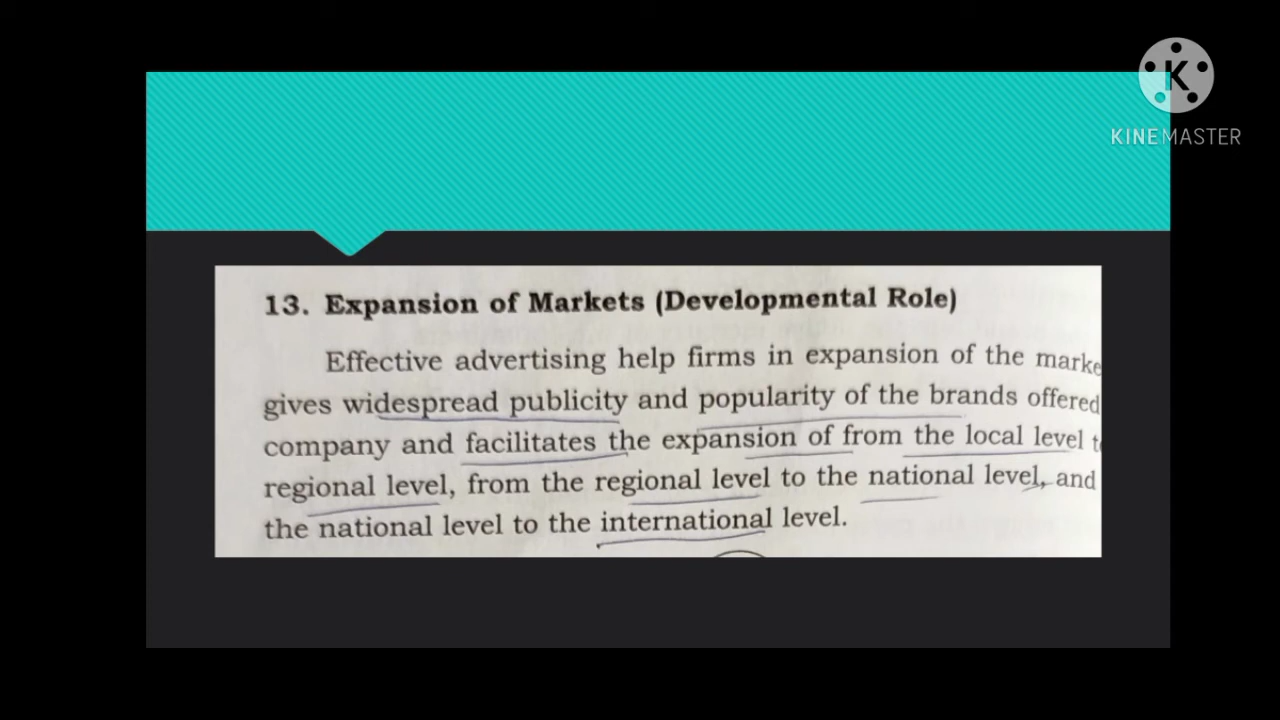 KINEMASTER
13. Expansion of Markets (Developmental Role)
Effective advertising help firms in expansion of the marke
gives widespread publicity and popularity of the brands offered
company and facilitates the expansion of from the local level t
regional level, from the regional level to the national level, and
the national level to the international level.